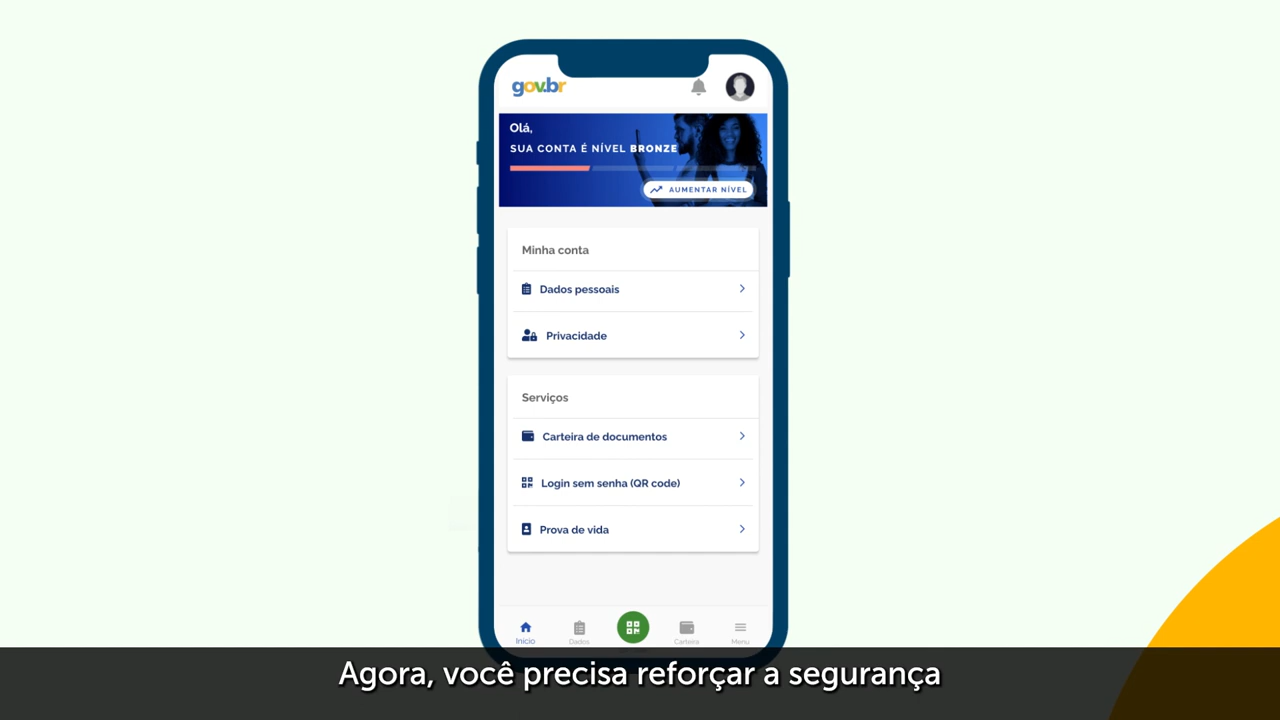 gov.br
Olá,
SUA CONTA É NÍVEL BRONZE
AUMENTAR NÍVEL
Minha conta
Dados pessoais
Privacidade
Serviços
Carteira de documentos
Login sem senha (QR code)
Prova de vida
Início
Dados
Carteira
Menu
Agora, você precisa reforçar a segurança